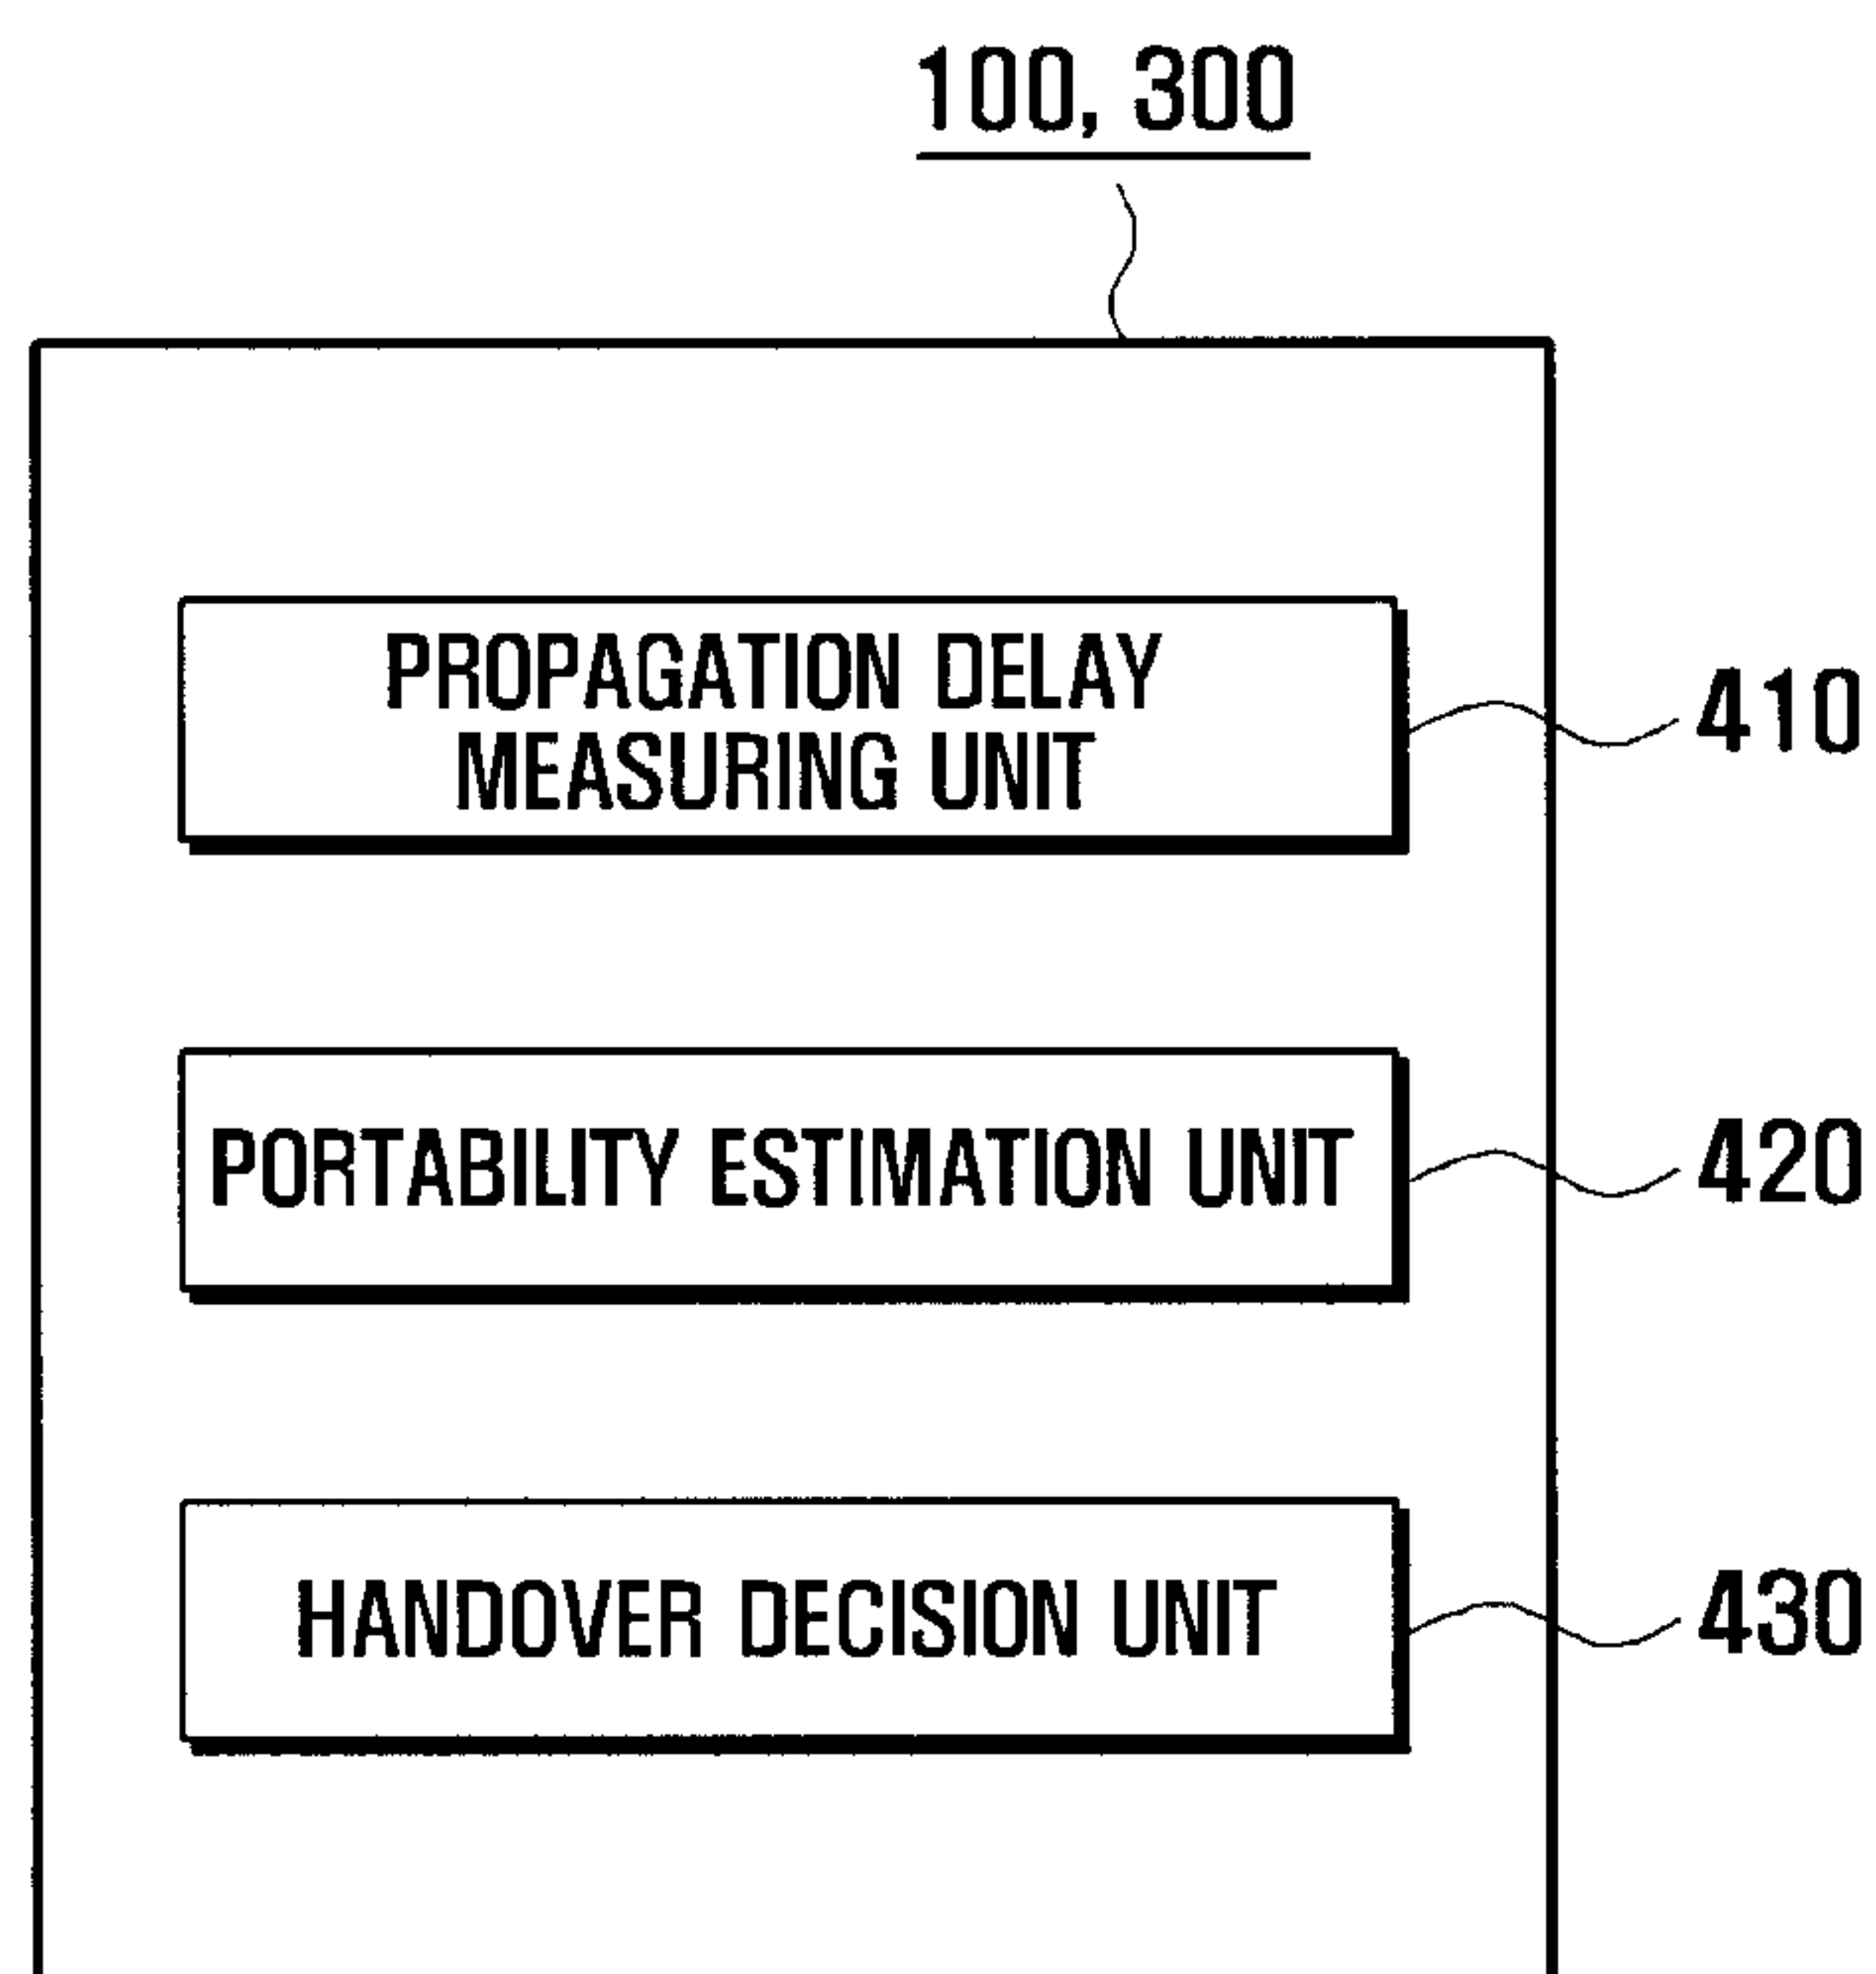 100, 300
PROPAGATION DELAY
MEASURING UNIT
410
PORTABILITY ESTIMATION UNIT
420
HANDOVER DECISION UNIT
430